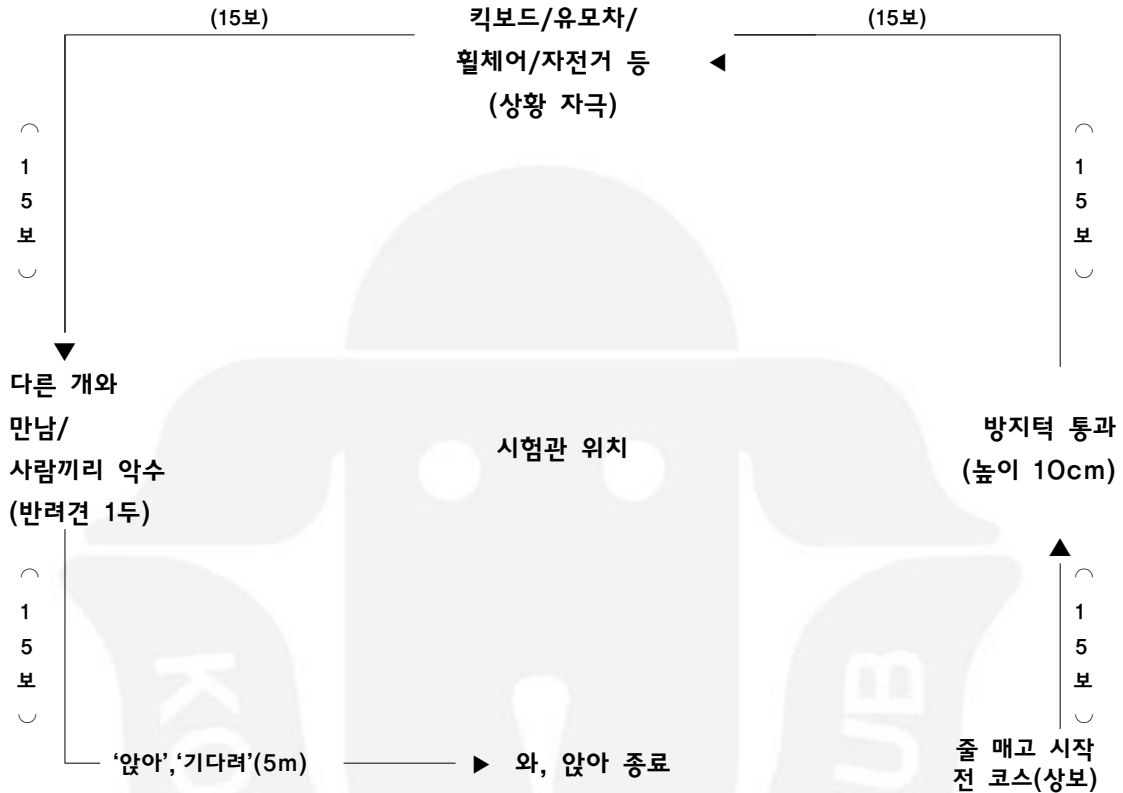 (15보)
킥보드/유모차/
휠체어/자전거 등
(상황 자극)
(15보)
(15보)
(15보)
다른 개와
만남/
사람끼리 악수
(반려견 1두)
시험관 위치
방지턱 통과
(높이 10cm)
(15보)
(15보)
'앉아','기다려'(5m)
와, 앉아 종료
줄 매고 시작
전 코스(상보)
KO
UB